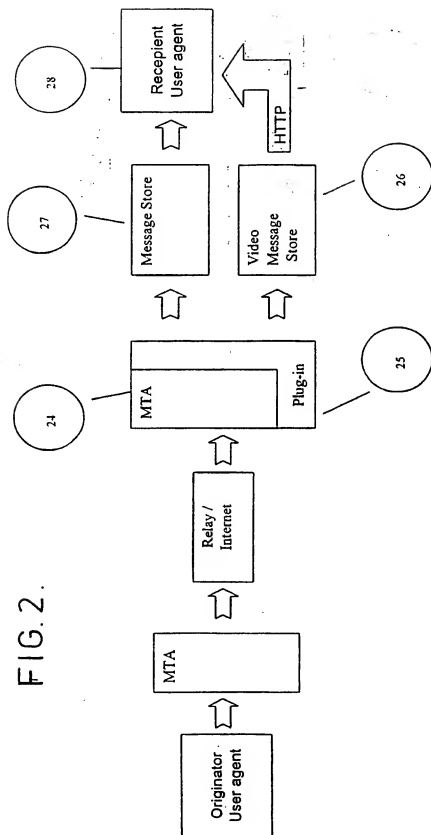 FIG. 2.
Originator
User agent
MTA
Relay /
Internet
MTA
Plug-in
24
25
Message Store
27
Video
Message
Store
26
HTTP
Recepient
User agent
28